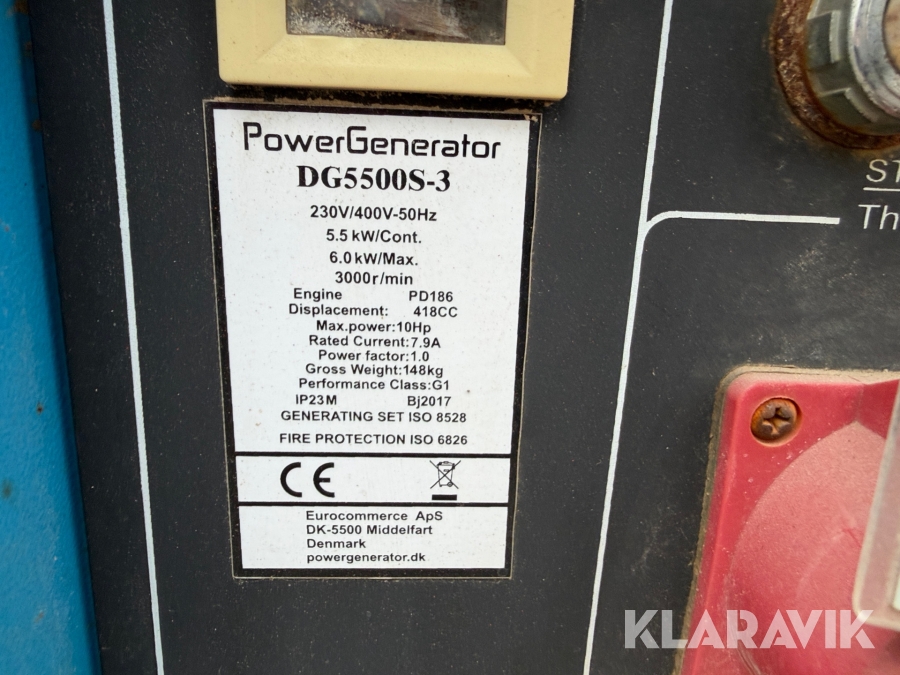 PowerGenerator
DG5500S-3
230V/400V-50Hz
5.5 kW/Cont.
6.0 kW/Max.
3000r/min
Engine PD186
Displacement: 418CC
Max.power:10Hp
Rated Current:7.9A
Power factor:1.0
Gross Weight:148kg
Performance Class:G1
IP23M Bj2017
GENERATING SET ISO 8528
FIRE PROTECTION ISO 6826
CE
Eurocommerce ApS
DK-5500 Middelfart
Denmark
powergenerator.dk
ST
Th
KLARAVIK